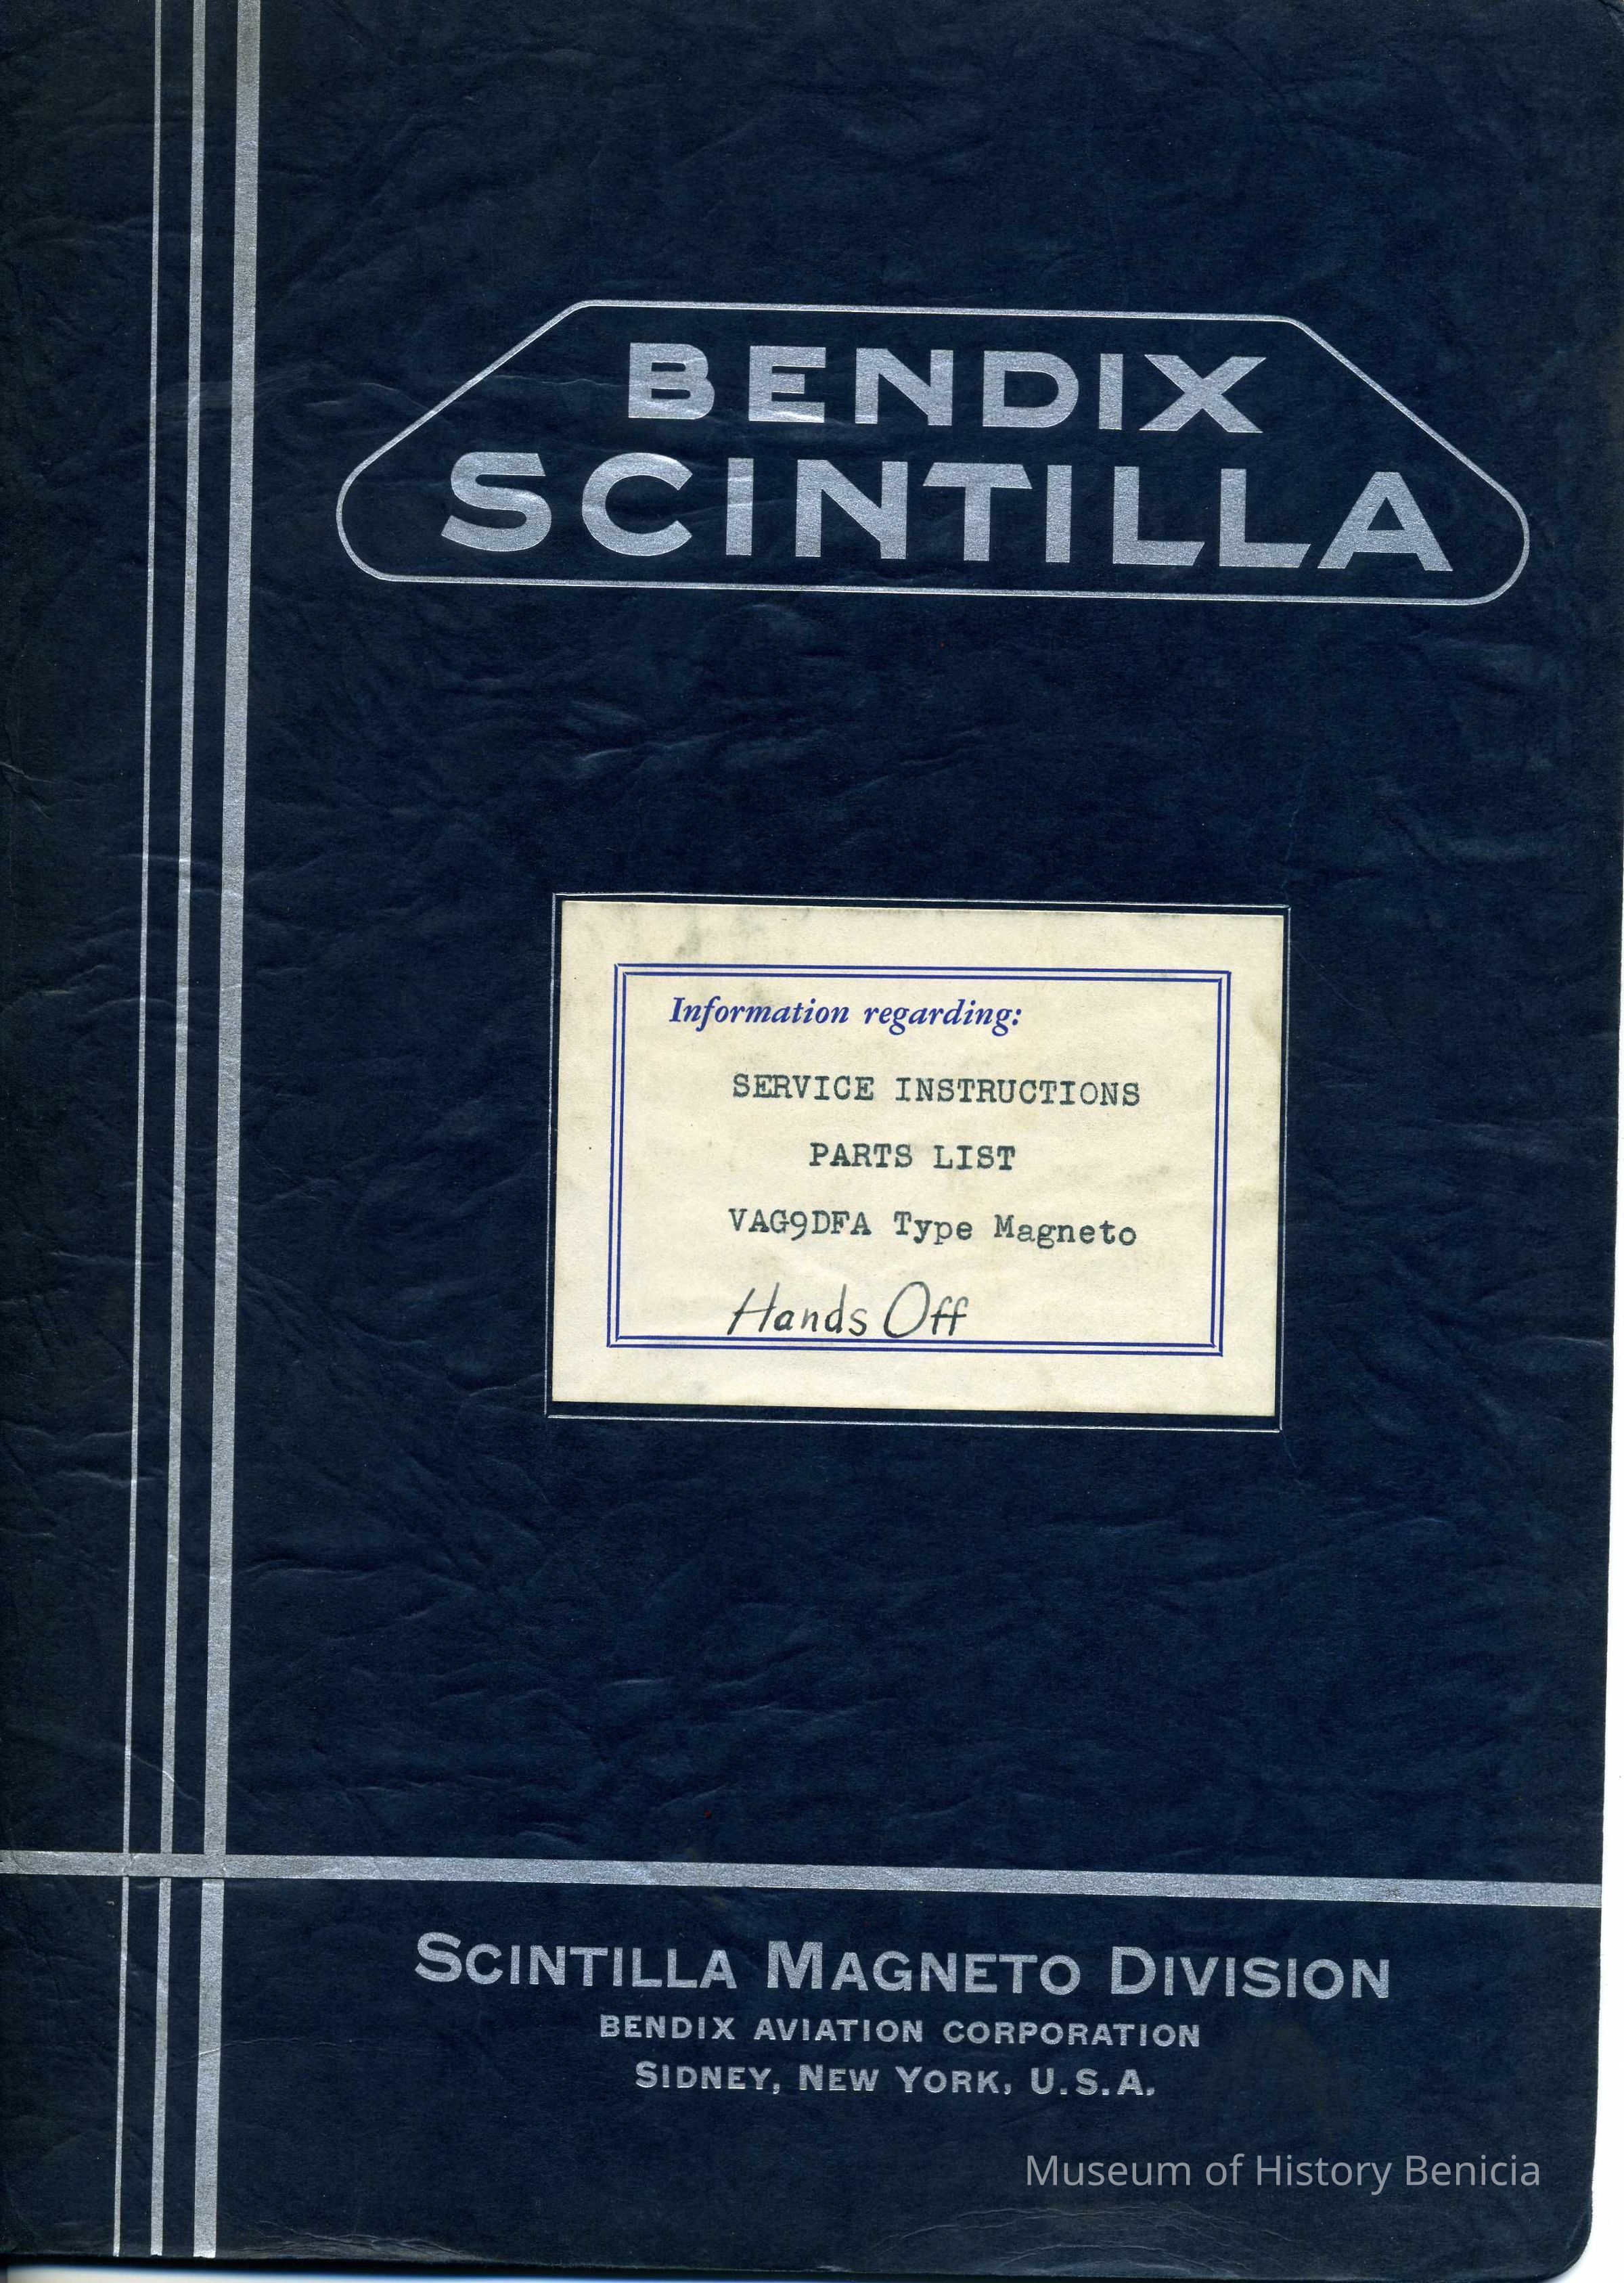 BENDIX
SCINTILLA
Information regarding:
SERVICE INSTRUCTIONS
PARTS LIST
VAG9DFA Type Magneto
Hands Off
SCINTILLA MAGNETO DIVISION
BENDIX AVIATION CORPORATION
SIDNEY, NEW YORK, U.S.A.
Museum of History Benicia